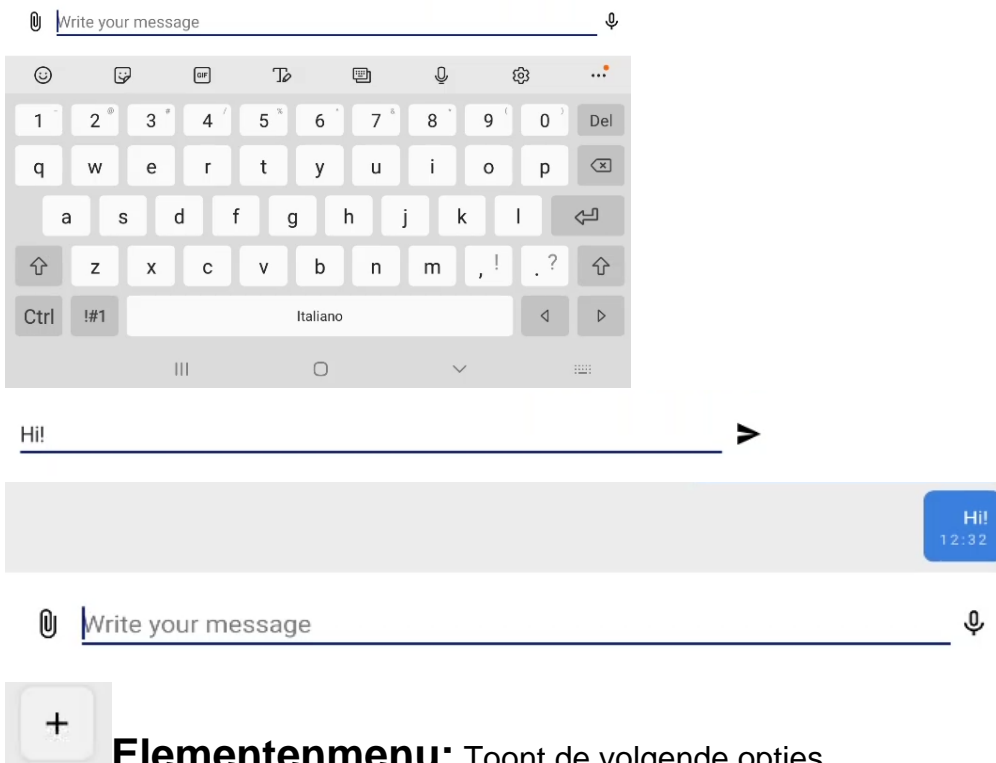 Write your message
GIF
1 2 @ 3 # 4 / 5 % 6 ^ 7 & 8 * 9 ( 0 ) Del
q w e r t y u i o p
a s d f g h j k l
z x c v b n m , ! . ?
Ctrl !#1 Italiano
Hi!
Hi!
12:32
Write your message
+
Elementenmenu: Toont de volgende opties